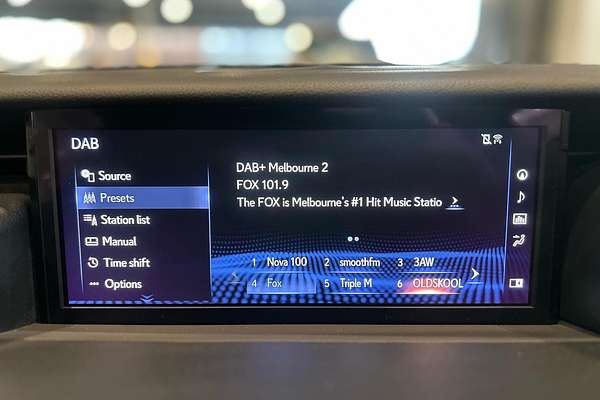 DAB
Source
Presets
Station list
Manual
Time shift
Options
DAB+ Melbourne 2
FOX 101.9
The FOX is Melbourne's #1 Hit Music Statio
1 Nova 100 2 smoothfm 3 3AW
4 Fox 5 Triple M 6 OLDSKOOL